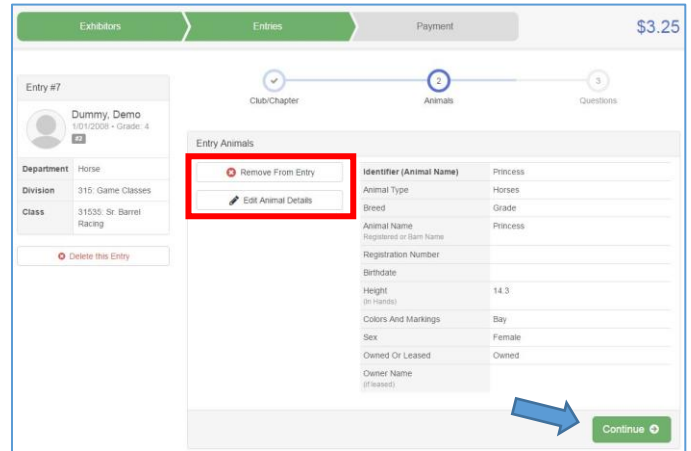 Exhibitors
Entries
Payment
$3.25
Entry #7
Dummy, Demo
1/01/2008 • Grade: 4
#2
Department Horse
Division 315: Game Classes
Class 31535: Sr. Barrel
Racing
Delete this Entry
Club/Chapter
2
Animals
3
Questions
Entry Animals
Remove From Entry
Edit Animal Details
Identifier (Animal Name) Princess
Animal Type Horses
Breed Grade
Animal Name Princess
Registered or Barn Name
Registration Number
Birthdate
Height 14.3
(in Hands)
Colors And Markings Bay
Sex Female
Owned Or Leased Owned
Owner Name
(if leased)
Continue